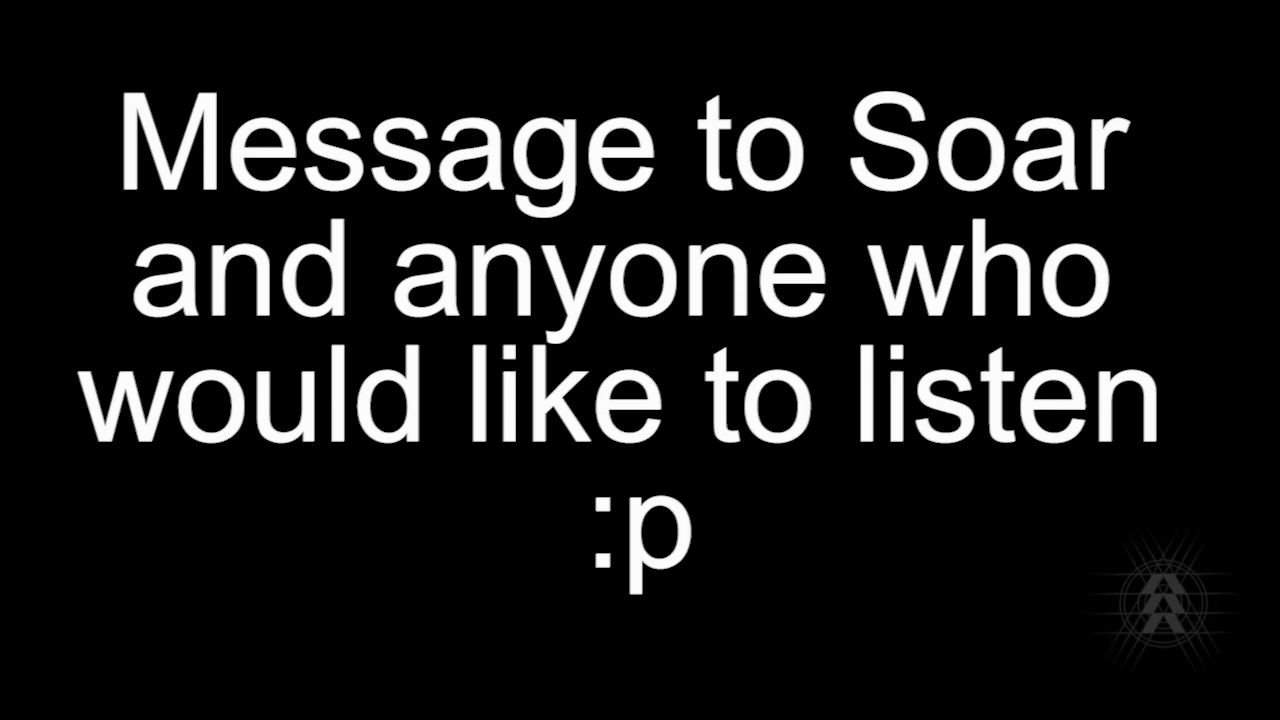 Message to Soar
and anyone who
would like to listen
:p